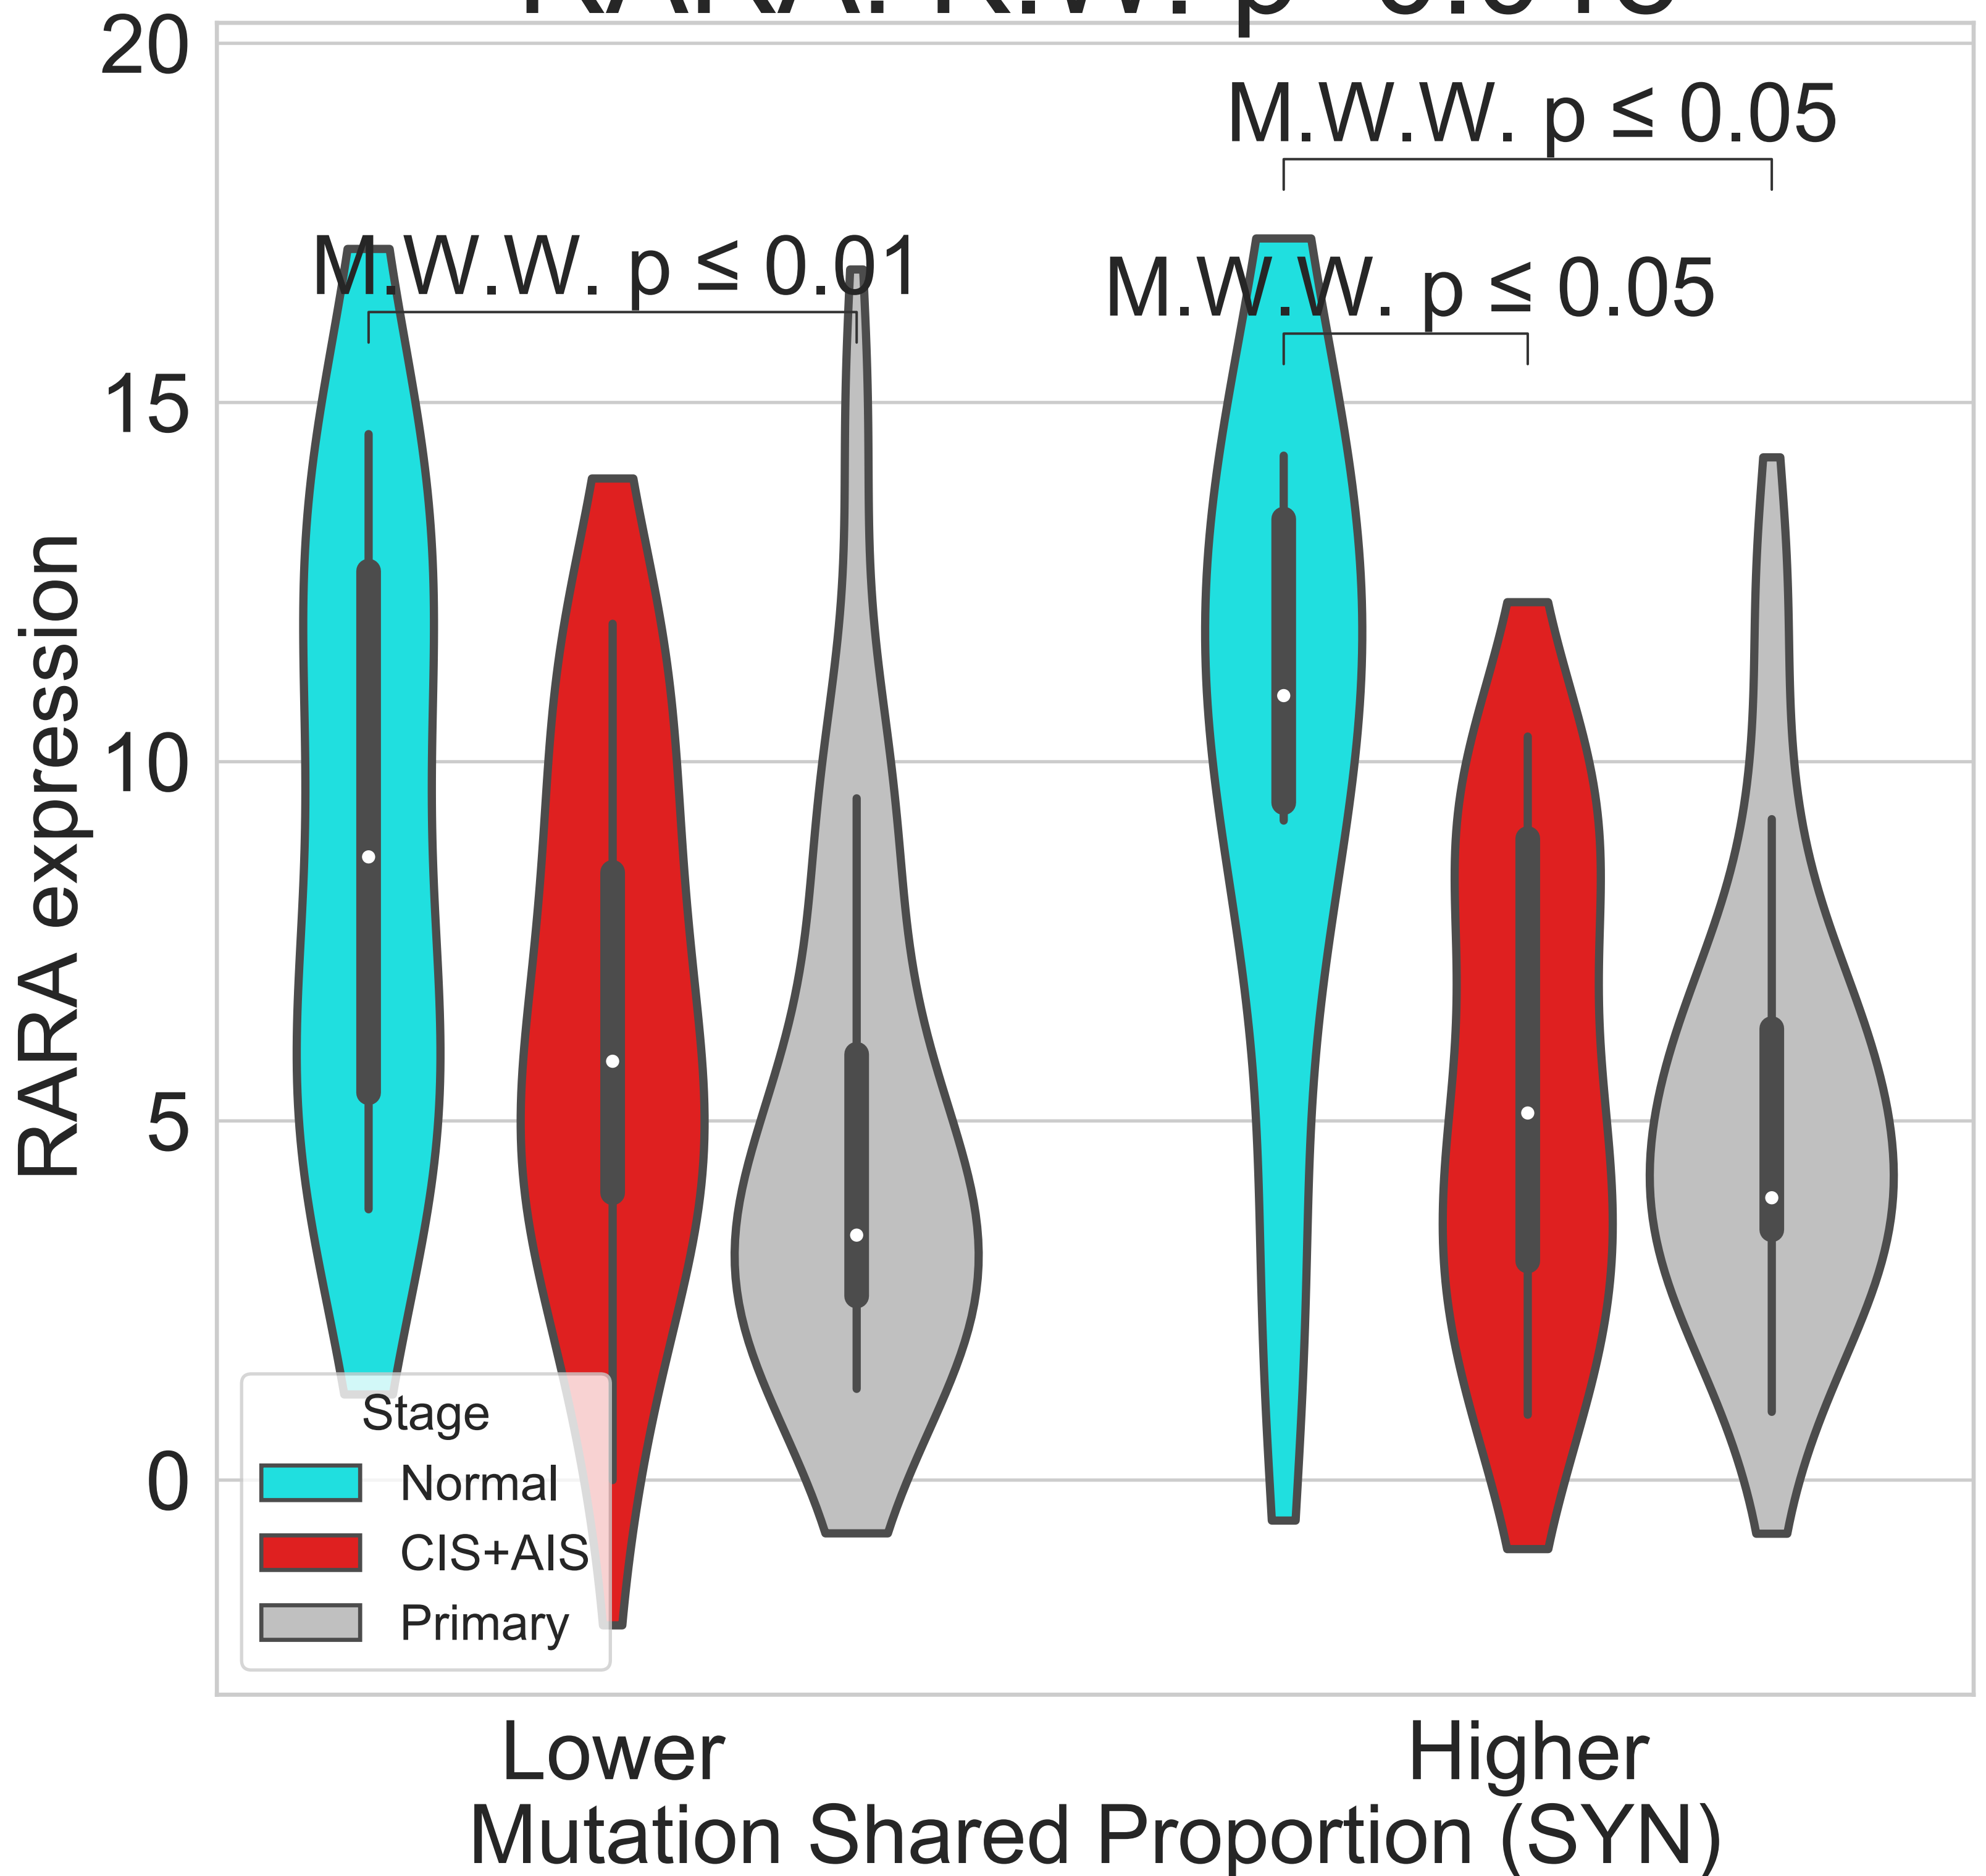 20
M.W.W. p ≤ 0.05
M.W.W. p ≤ 0.01
M.W.W. p ≤ 0.05
15
10
5
0
RARA expression
Stage
Normal
CIS+AIS
Primary
Lower
Higher
Mutation Shared Proportion (SYN)